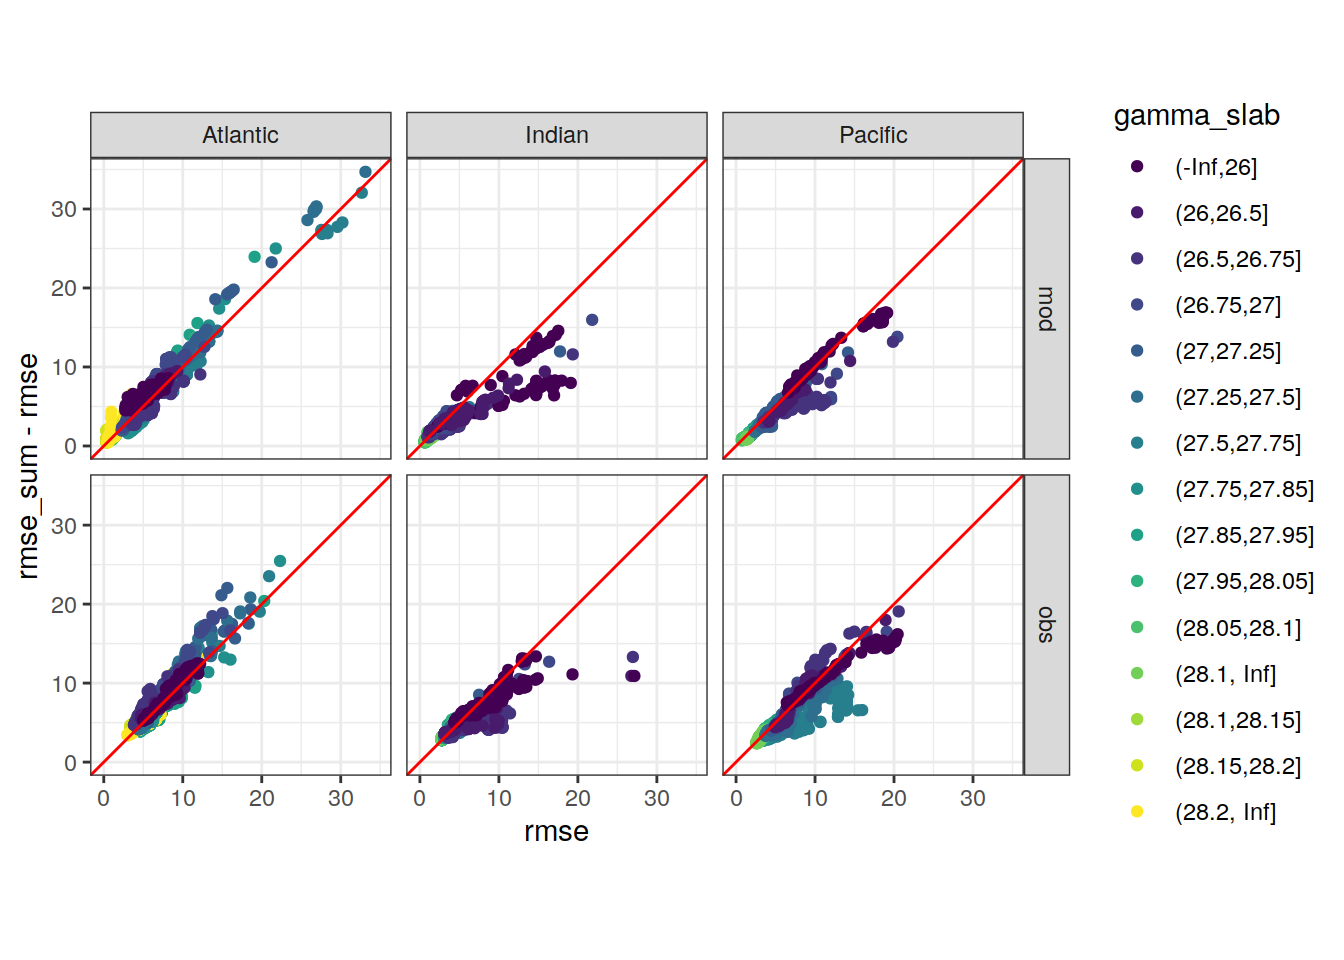 Atlantic Indian Pacific
gamma_slab
(-Inf,26]
(26,26.5]
(26.5,26.75]
(26.75,27]
(27,27.25]
(27.25,27.5]
(27.5,27.75]
(27.75,27.85]
(27.85,27.95]
(27.95,28.05]
(28.05,28.1]
(28.1, Inf]
(28.1,28.15]
(28.15,28.2]
(28.2, Inf]
mod
obs
rmse_sum - rmse
30
20
10
0
30
20
10
0
0 10 20 30 0 10 20 30 0 10 20 30
rmse